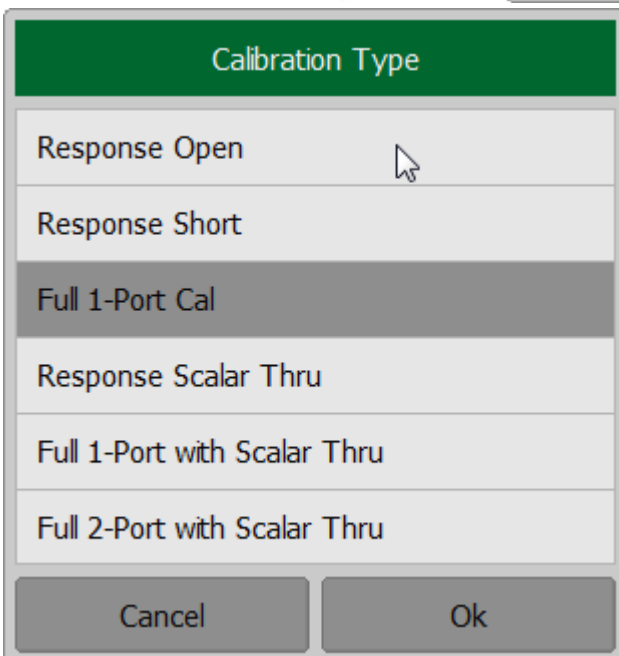 Calibration Type
Response Open
Response Short
Full 1-Port Cal
Response Scalar Thru
Full 1-Port with Scalar Thru
Full 2-Port with Scalar Thru
Cancel Ok